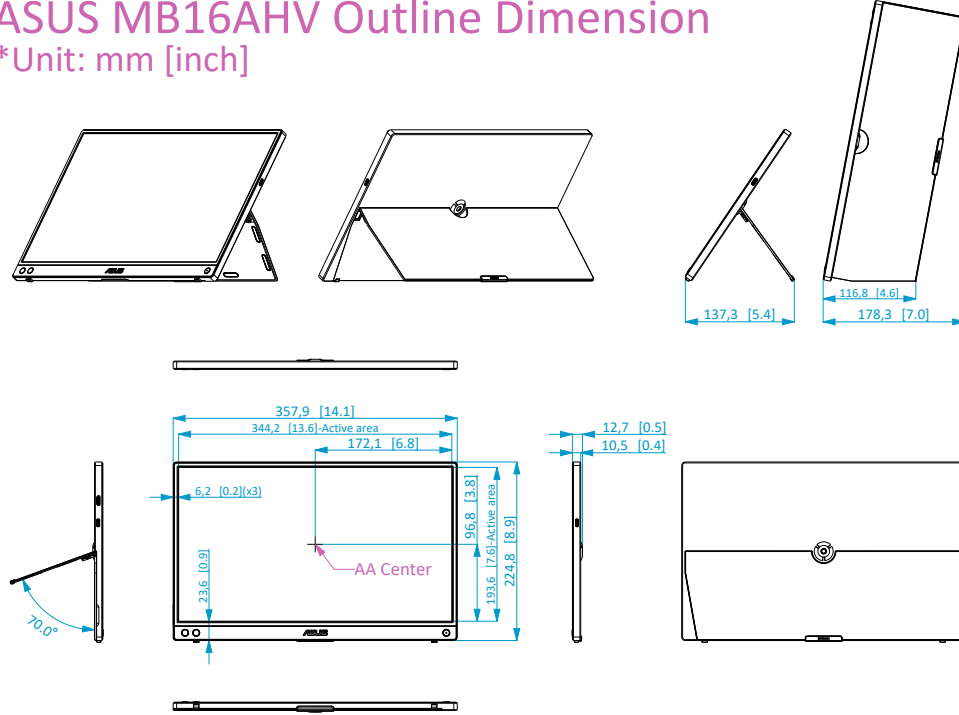 ASUS MB16AHV Outline Dimension
*Unit: mm [inch]
ASUS
116,8 [4.6]
137,3 [5.4]
178,3 [7.0]
357,9 [14.1]
344,2 [13.6]-Active area
172,1 [6.8]
12,7 [0.5]
10,5 [0.4]
6,2 [0.2](x3)
96,8 [3.8]
193,6 [7.6]-Active area
224,8 [8.9]
23,6 [0.9]
AA Center
70.0°
ASUS